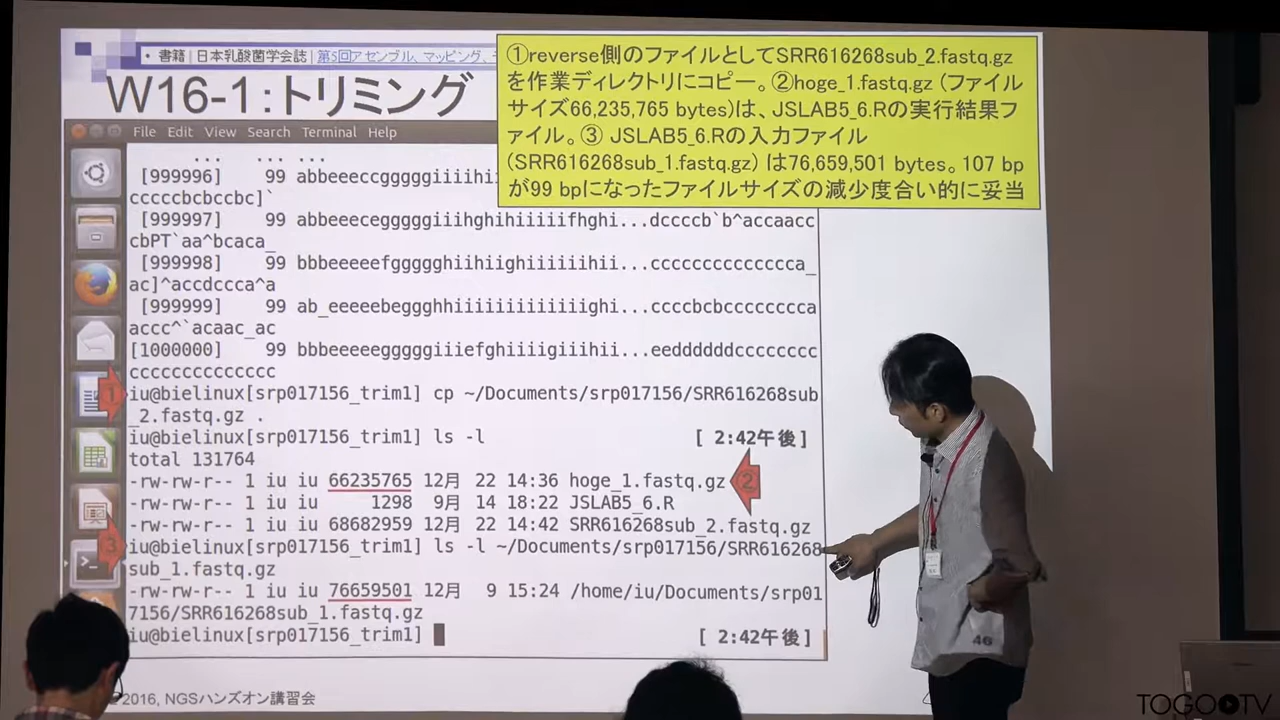 • 書籍 | 日本乳酸菌学会誌 | 第5回アセンブル、マッピング、
W16-1：トリミング
①reverse側のファイルとしてSRR616268sub_2.fastq.gz
を作業ディレクトリにコピー。②hoge_1.fastq.gz (ファイル
サイズ66,235,765 bytes)は、JSLAB5_6.Rの実行結果フ
ァイル。③ JSLAB5_6.Rの入力ファイル
(SRR616268sub_1.fastq.gz) は76,659,501 bytes。107 bp
が99 bpになったファイルサイズの減少度合い的に妥当
File Edit View Search Terminal Help
... ... ...
[999996] 99 abbeeeccgggggiiiihii
cccccbcbccbc]`
[999997] 99 abbeeeceggggiiihghihiiiiifhghi...dccccb`b^accaacc
cbPT`aa^bcaca_
[999998] 99 bbbeeeeefggggghiihiighiiiiiihii...ccccccccccccccca_
ac]^accdccca^a
[999999] 99 ab_eeeeebeggghhiiiiiiiiiiiiighi...ccccbcbccccccccca
accc^`acaac_ac
[1000000] 99 bbbeeeeegggggiiiefghiiiigiiihii...eeddddddccccccccc
cccccccccccccc
① iu@bielinux[srp017156_trim1] cp ~/Documents/srp017156/SRR616268sub
_2.fastq.gz .
iu@bielinux[srp017156_trim1] ls -l [ 2:42午後]
total 131764
-rw-rw-r-- 1 iu iu 66235765 12月 22 14:36 hoge_1.fastq.gz ②
-rw-rw-r-- 1 iu iu 1298 9月 14 18:22 JSLAB5_6.R
-rw-rw-r-- 1 iu iu 68682959 12月 22 14:42 SRR616268sub_2.fastq.gz
③ iu@bielinux[srp017156_trim1] ls -l ~/Documents/srp017156/SRR616268
sub_1.fastq.gz
-rw-rw-r-- 1 iu iu 76659501 12月 9 15:24 /home/iu/Documents/srp01
7156/SRR616268sub_1.fastq.gz
iu@bielinux[srp017156_trim1] [ 2:42午後]
46
2016, NGSハンズオン講習会
TOGOTV